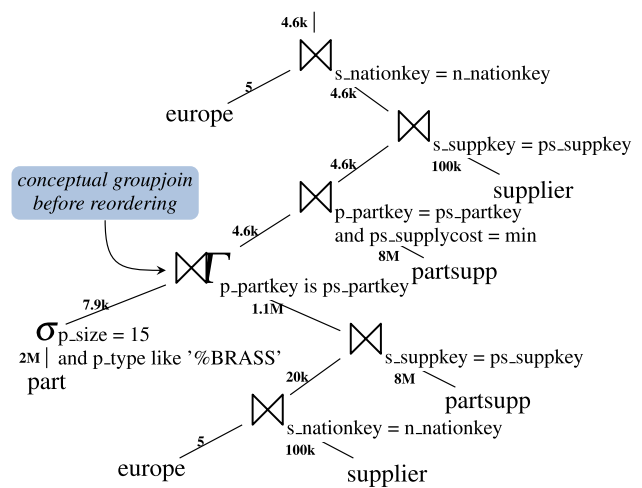 4.6k
s_nationkey = n_nationkey
5
4.6k
europe
s_suppkey = ps_suppkey
4.6k
100k
supplier
conceptual groupjoin
before reordering
p_partkey = ps_partkey
and ps_supplycost = min
4.6k
8M
partsupp
Γ
p_partkey is ps_partkey
7.9k
1.1M
σ p_size = 15
2M and p_type like '%BRASS'
part
s_suppkey = ps_suppkey
20k
8M
partsupp
s_nationkey = n_nationkey
5
100k
europe
supplier